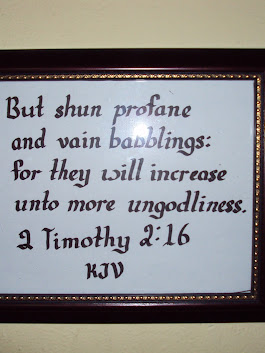 But shun profane
and vain babblings:
for they will increase
unto more ungodliness.
2 Timothy 2:16
KJV